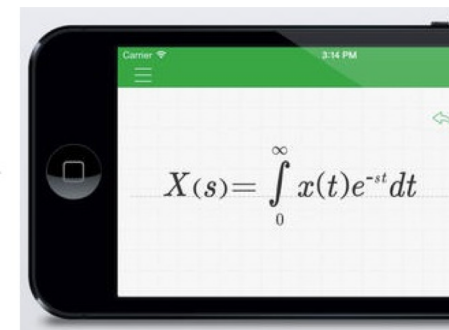 Carrier 3:14 PM
∞
X(s)= ∫ x(t)e^{-st}dt
0